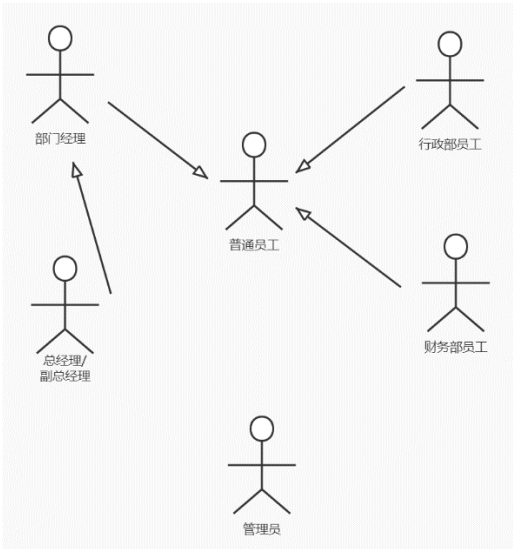 部门经理
行政部员工
普通员工
总经理/
副总经理
财务部员工
管理员